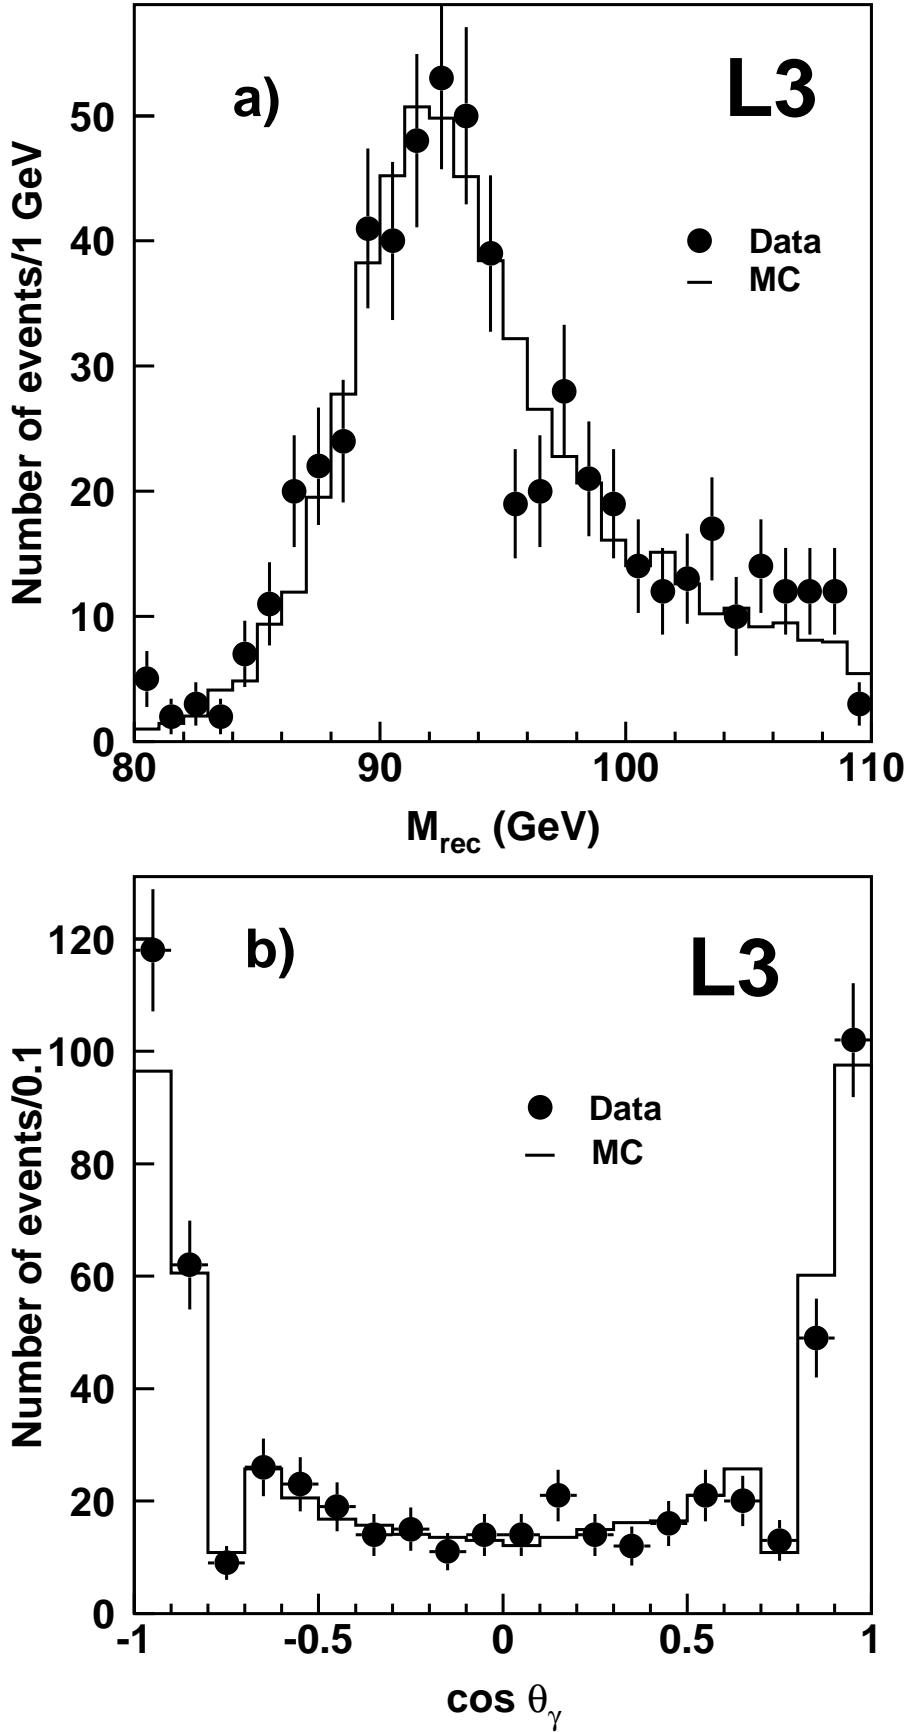 a)
L3
50
40
30
20
10
0
Number of events/1 GeV
Data
MC
80
90
100
110
M_rec (GeV)
b)
L3
120
100
80
60
40
20
0
Number of events/0.1
Data
MC
-1
-0.5
0
0.5
1
cos θ_γ